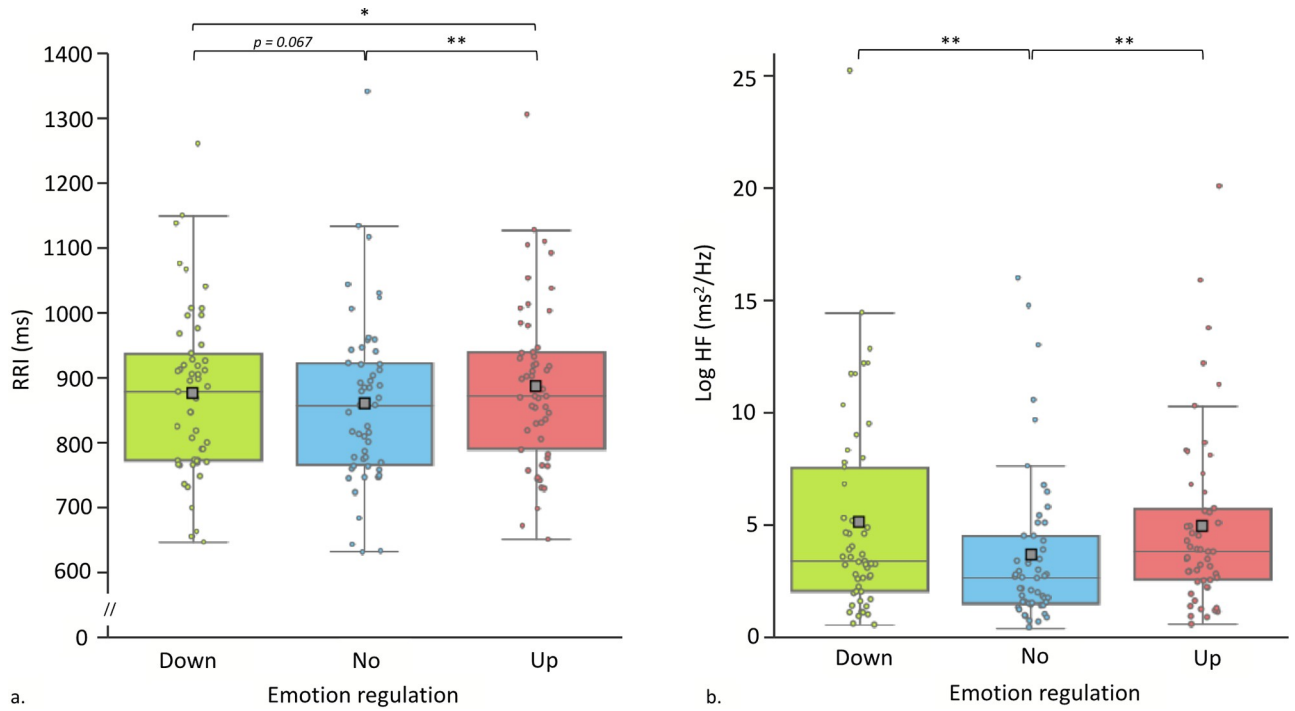 *
p = 0.067
**
1400
1300
1200
1100
1000
900
800
700
600
//
0
RRI (ms)
Down No Up
Emotion regulation
a.
** **
25
20
15
10
5
0
Log HF (ms²/Hz)
Down No Up
Emotion regulation
b.